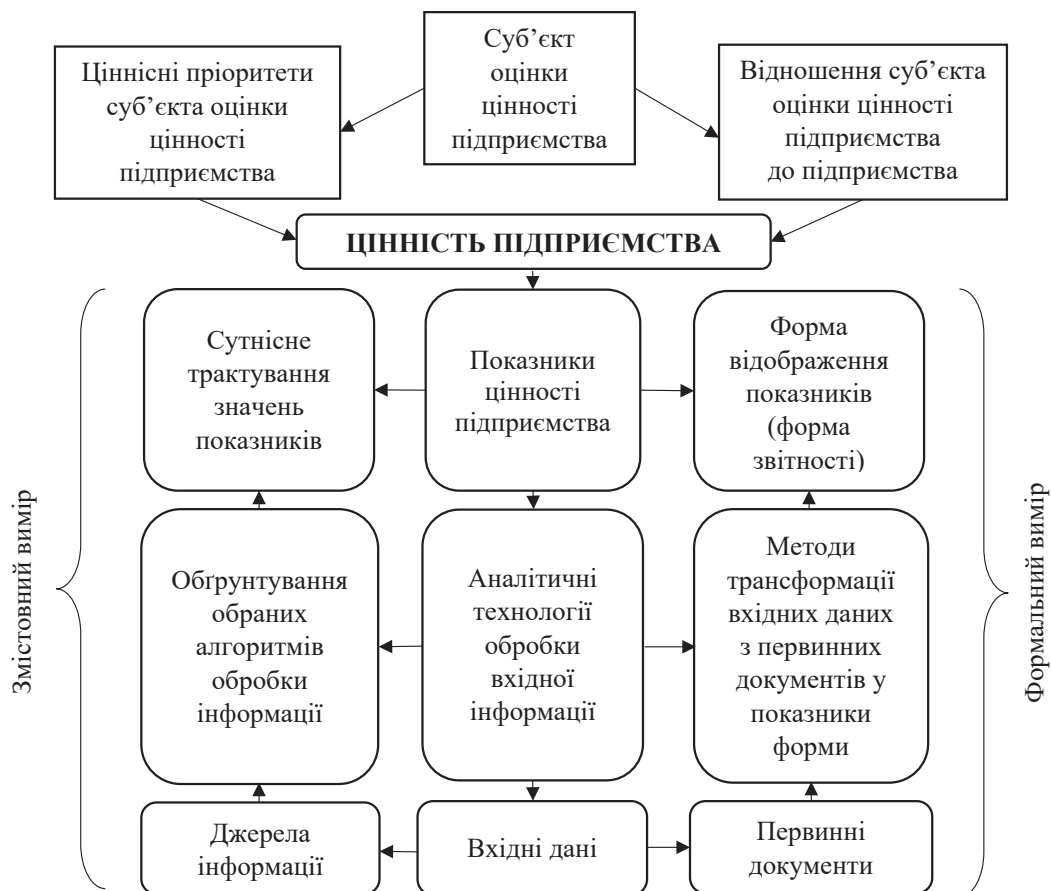 Ціннісні пріоритети
суб’єкта оцінки
цінності
підприємства
Суб’єкт
оцінки
цінності
підприємства
Відношення суб’єкта
оцінки цінності
підприємства
до підприємства
ЦІННІСТЬ ПІДПРИЄМСТВА
Змістовний вимір
Сутнісне
трактування
значень
показників
Показники
цінності
підприємства
Форма
відображення
показників
(форма
звітності)
Обґрунтування
обраних
алгоритмів
обробки
інформації
Аналітичні
технології
обробки
вхідної
інформації
Методи
трансформації
вхідних даних
з первинних
документів у
показники
форми
Джерела
інформації
Вхідні дані
Первинні
документи
Формальний вимір